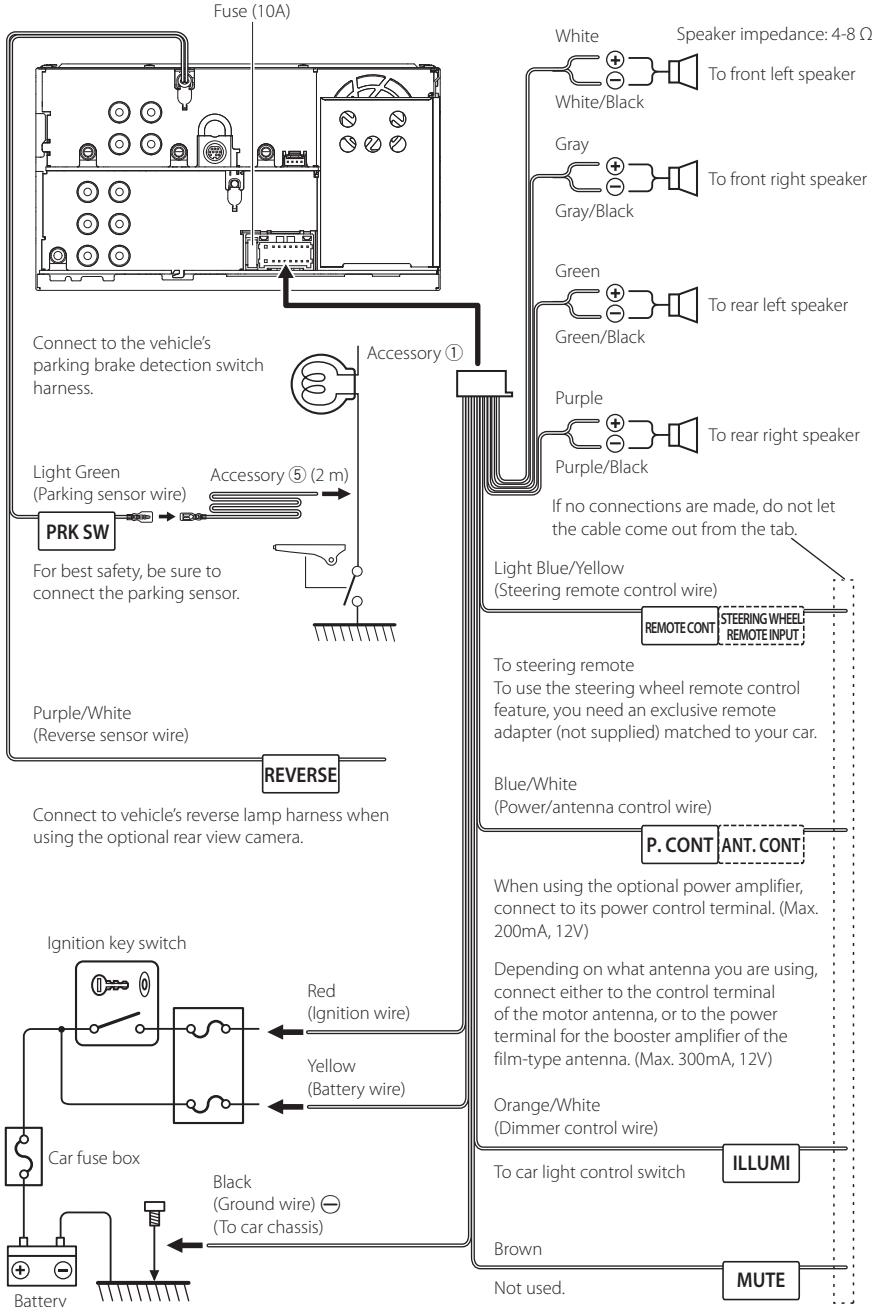 Fuse (10A)
White
Speaker impedance: 4-8 Ω
⊕
⊖
To front left speaker
White/Black
Gray
⊕
⊖
To front right speaker
Gray/Black
Green
⊕
⊖
To rear left speaker
Green/Black
Purple
⊕
⊖
To rear right speaker
Purple/Black
Connect to the vehicle’s
parking brake detection switch
harness.
Accessory ①
Light Green
(Parking sensor wire)
Accessory ⑤ (2 m)
PRK SW
For best safety, be sure to
connect the parking sensor.
If no connections are made, do not let
the cable come out from the tab.
Light Blue/Yellow
(Steering remote control wire)
REMOTE CONT
STEERING WHEEL
REMOTE INPUT
To steering remote
To use the steering wheel remote control
feature, you need an exclusive remote
adapter (not supplied) matched to your car.
Purple/White
(Reverse sensor wire)
REVERSE
Connect to vehicle’s reverse lamp harness when
using the optional rear view camera.
Blue/White
(Power/antenna control wire)
P. CONT
ANT. CONT
When using the optional power amplifier,
connect to its power control terminal. (Max.
200mA, 12V)
Depending on what antenna you are using,
connect either to the control terminal
of the motor antenna, or to the power
terminal for the booster amplifier of the
film-type antenna. (Max. 300mA, 12V)
Ignition key switch
Red
(Ignition wire)
Yellow
(Battery wire)
Car fuse box
Black
(Ground wire) ⊖
(To car chassis)
⊕
⊖
Battery
Orange/White
(Dimmer control wire)
To car light control switch
ILLUMI
Brown
Not used.
MUTE